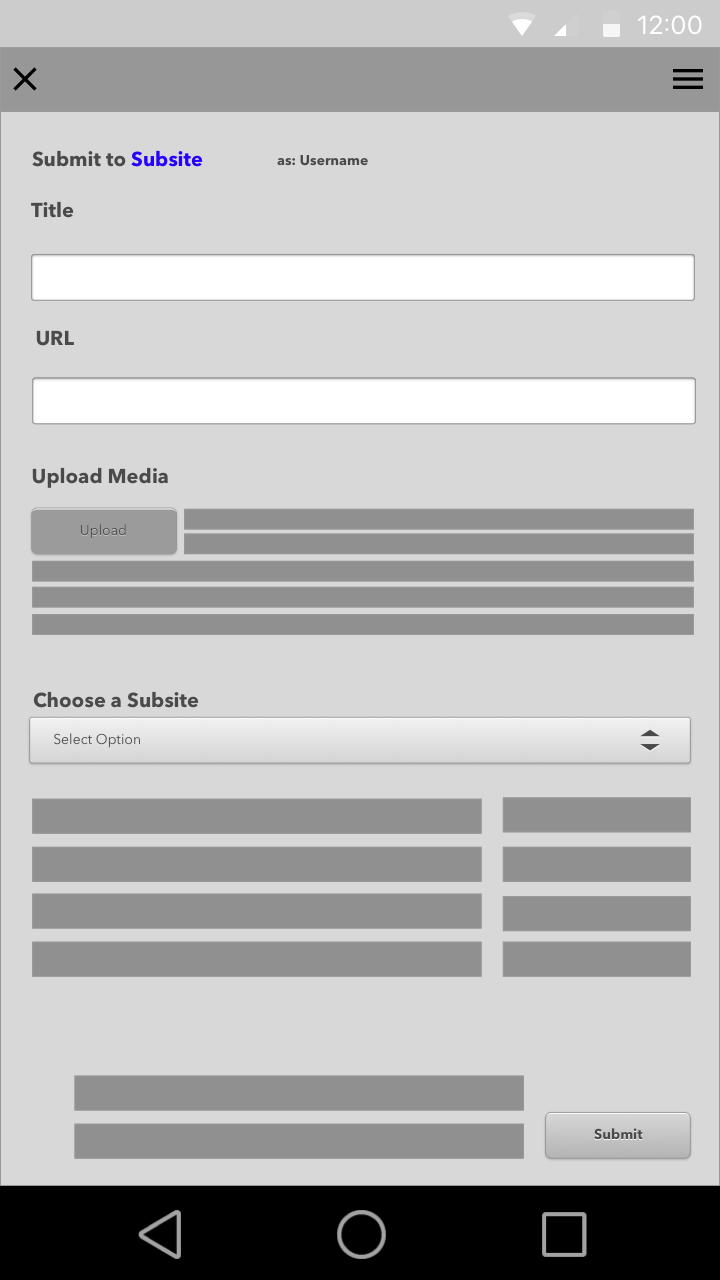 12:00
Submit to Subsite as: Username
Title
URL
Upload Media
Upload
Choose a Subsite
Select Option
Submit